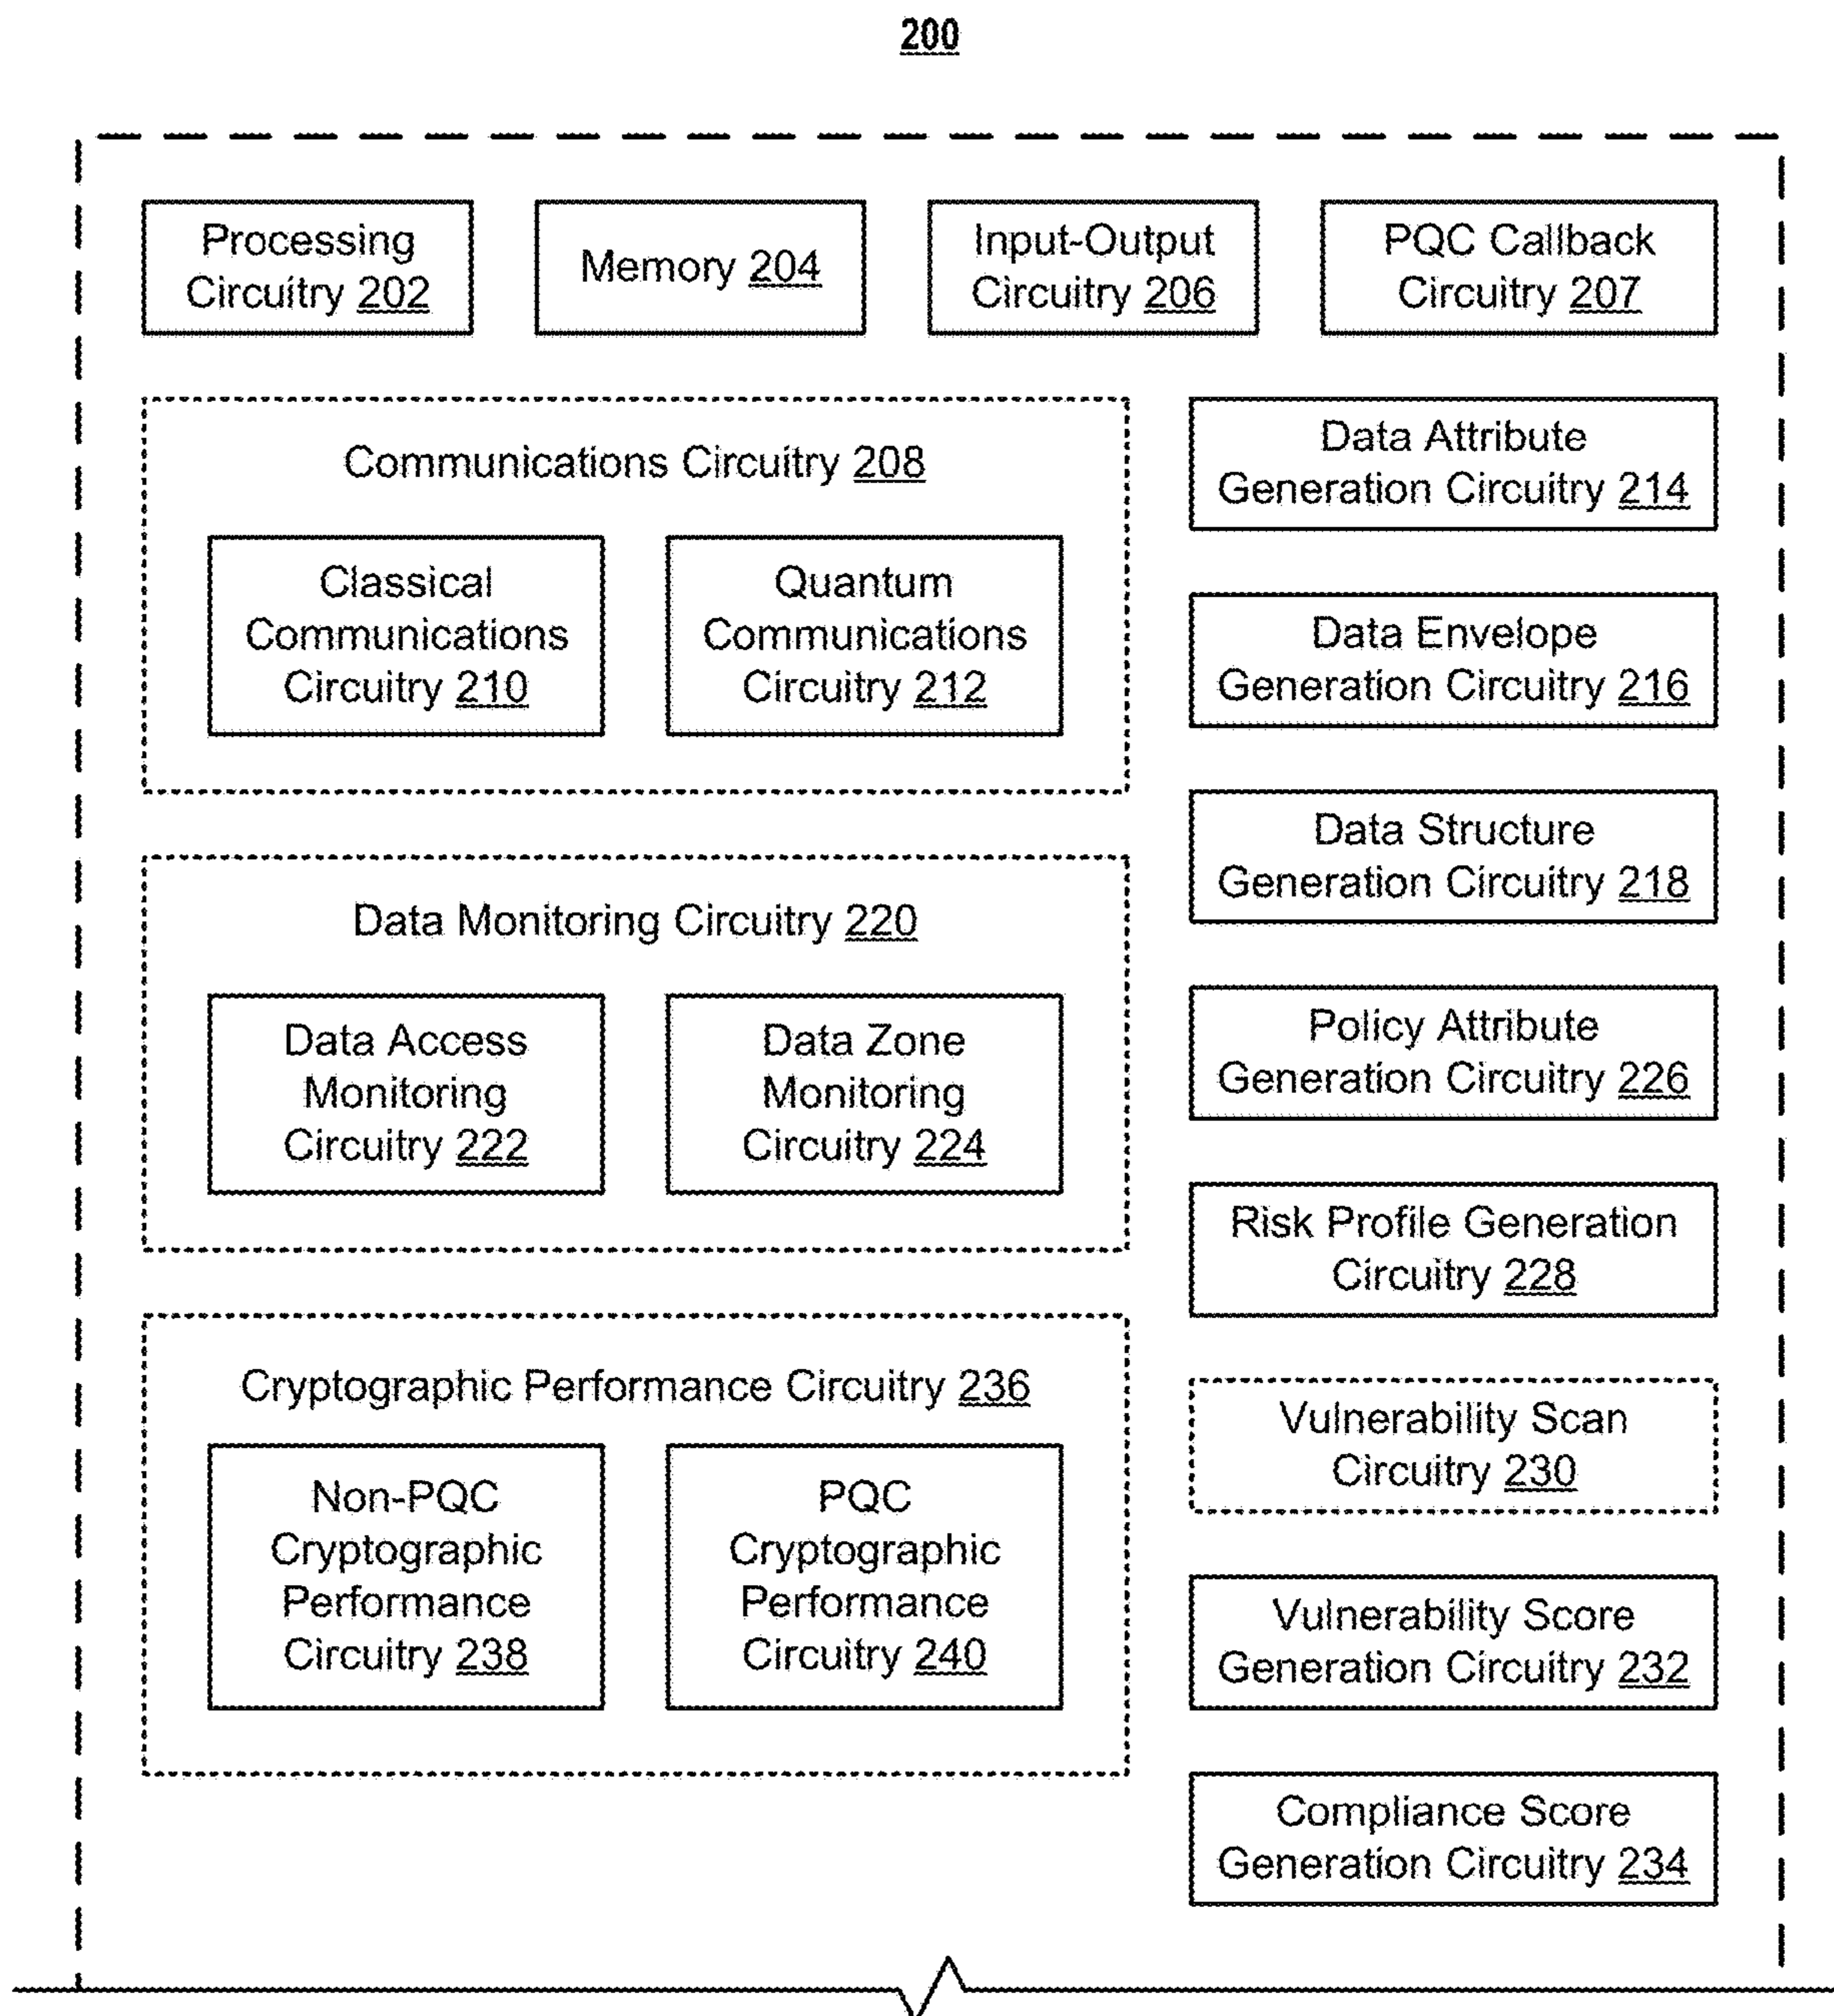 200
Processing
Circuitry 202
Memory 204
Input-Output
Circuitry 206
PQC Callback
Circuitry 207
Communications Circuitry 208
Classical
Communications
Circuitry 210
Quantum
Communications
Circuitry 212
Data Attribute
Generation Circuitry 214
Data Envelope
Generation Circuitry 216
Data Structure
Generation Circuitry 218
Data Monitoring Circuitry 220
Data Access
Monitoring
Circuitry 222
Data Zone
Monitoring
Circuitry 224
Policy Attribute
Generation Circuitry 226
Risk Profile Generation
Circuitry 228
Vulnerability Scan
Circuitry 230
Vulnerability Score
Generation Circuitry 232
Compliance Score
Generation Circuitry 234
Cryptographic Performance Circuitry 236
Non-PQC
Cryptographic
Performance
Circuitry 238
PQC
Cryptographic
Performance
Circuitry 240